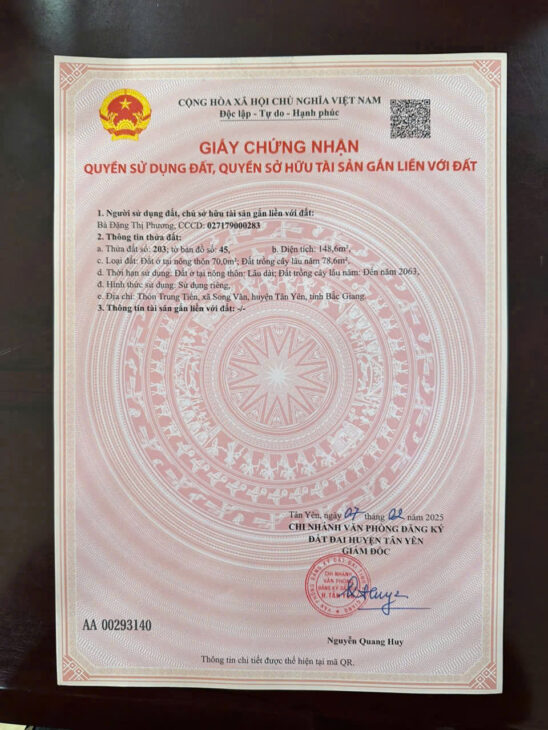 CỘNG HÒA XÃ HỘI CHỦ NGHĨA VIỆT NAM
Độc lập - Tự do - Hạnh phúc
GIẤY CHỨNG NHẬN
QUYỀN SỬ DỤNG ĐẤT, QUYỀN SỞ HỮU TÀI SẢN GẮN LIỀN VỚI ĐẤT
1. Người sử dụng đất, chủ sở hữu tài sản gắn liền với đất:
Bà Đặng Thị Phương, CCCD: 027179000283
2. Thông tin thửa đất:
a. Thửa đất số: 203; tờ bản đồ số: 45, b. Diện tích: 148,6m²,
c. Loại đất: Đất ở tại nông thôn 70,0m²; Đất trồng cây lâu năm 78,6m².
d. Thời hạn sử dụng: Đất ở tại nông thôn: Lâu dài; Đất trồng cây lâu năm: Đến năm 2063,
đ. Hình thức sử dụng: Sử dụng riêng,
e. Địa chỉ: Thôn Trung Tiến, xã Song Vân, huyện Tân Yên, tỉnh Bắc Giang.
3. Thông tin tài sản gắn liền với đất: -/-
Tân Yên, ngày 07 tháng 02 năm 2025
CHI NHÁNH VĂN PHÒNG ĐĂNG KÝ
ĐẤT ĐAI HUYỆN TÂN YÊN
GIÁM ĐỐC
CHI NHÁNH
VĂN PHÒNG
ĐĂNG KÝ
AA 00293140
Nguyễn Quang Huy
Thông tin chi tiết được thể hiện tại mã QR.